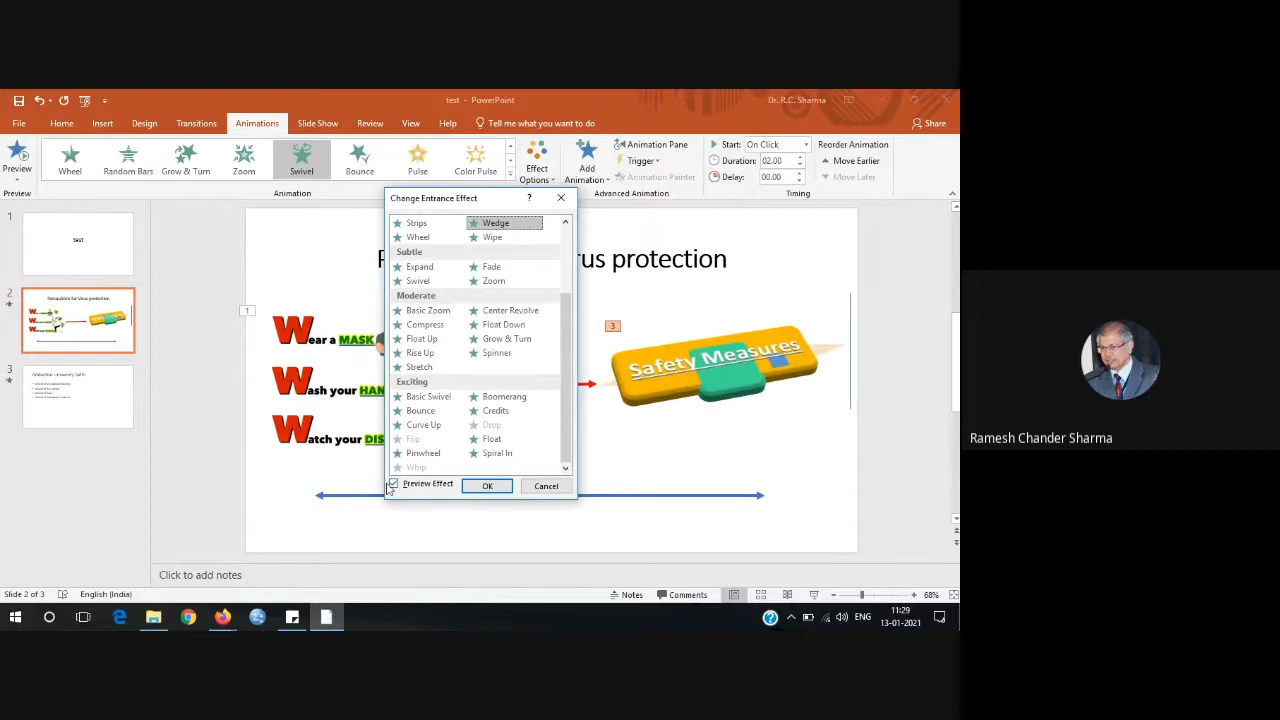 test - PowerPoint
Dr. R.C. Sharma
File Home Insert Design Transitions Animations Slide Show Review View Help Tell me what you want to do Share
Preview
Wheel Random Bars Grow & Turn Zoom Swivel Bounce Pulse Color Pulse
Effect Options
Add Animation
Animation Pane
Trigger
Animation Painter
Start: On Click
Duration: 02.00
Delay: 00.00
Reorder Animation
Move Earlier
Move Later
Preview Animation Advanced Animation Timing
Change Entrance Effect ?
Strips Wedge
Wheel Wipe
Subtle
Expand Fade
Swivel Zoom
Moderate
Basic Zoom Center Revolve
Compress Float Down
Float Up Grow & Turn
Rise Up Spinner
Stretch
Exciting
Basic Swivel Boomerang
Bounce Credits
Curve Up Drop
Flip Float
Pinwheel Spiral In
Whip
Preview Effect OK Cancel
1
test
2
Precautions for Virus protection
3
P
rus protection
1
Wear a MASK
Wash your HAN
Watch your DIS
3
Safety Measures
Click to add notes
Slide 2 of 3 English (India) Notes Comments 68%
ENG
11:29
13-01-2021
Ramesh Chander Sharma